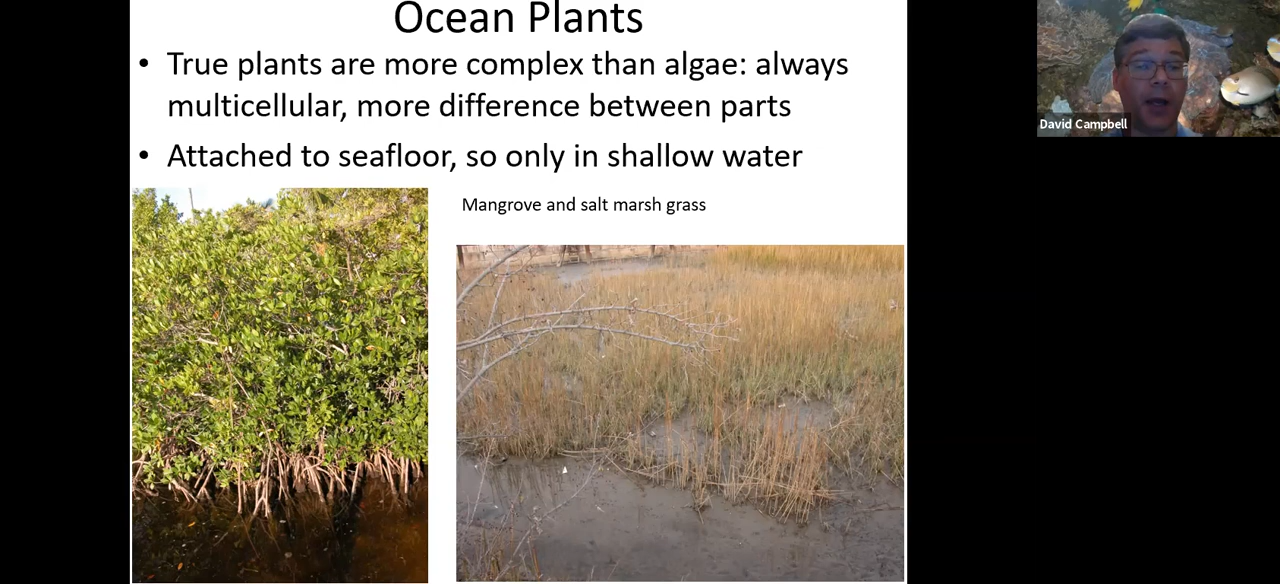 Ocean Plants
• True plants are more complex than algae: always
multicellular, more difference between parts
• Attached to seafloor, so only in shallow water
Mangrove and salt marsh grass
David Campbell